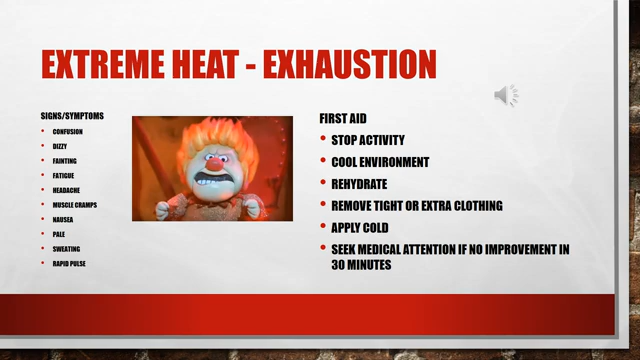 EXTREME HEAT - EXHAUSTION
SIGNS/SYMPTOMS
• CONFUSION
• DIZZY
• FAINTING
• FATIGUE
• HEADACHE
• MUSCLE CRAMPS
• NAUSEA
• PALE
• SWEATING
• RAPID PULSE
FIRST AID
• STOP ACTIVITY
• COOL ENVIRONMENT
• REHYDRATE
• REMOVE TIGHT OR EXTRA CLOTHING
• APPLY COLD
• SEEK MEDICAL ATTENTION IF NO IMPROVEMENT IN
30 MINUTES